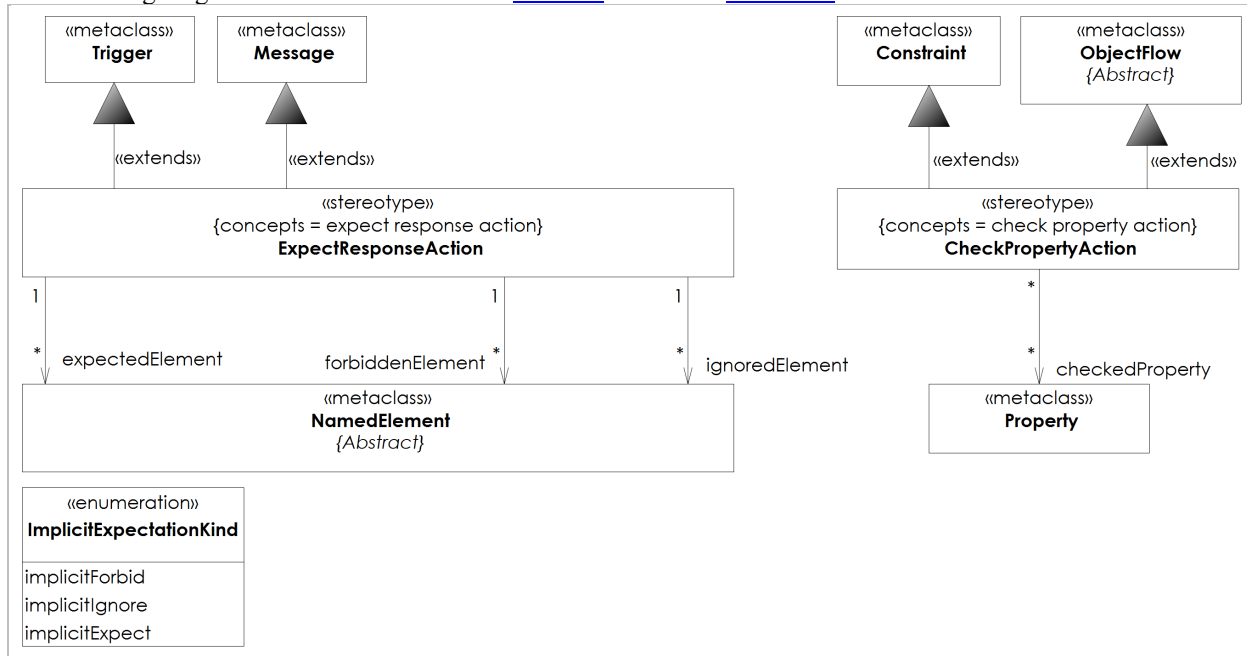 «metaclass»
Trigger
«metaclass»
Message
«metaclass»
Constraint
«metaclass»
ObjectFlow
{Abstract}
«extends»
«extends»
«extends»
«extends»
«stereotype»
{concepts = expect response action}
ExpectResponseAction
«stereotype»
{concepts = check property action}
CheckPropertyAction
1
1
1
*
*
expectedElement
forbiddenElement
*
*
ignoredElement
*
checkedProperty
«metaclass»
NamedElement
{Abstract}
«metaclass»
Property
«enumeration»
ImplicitExpectationKind
implicitForbid
implicitIgnore
implicitExpect